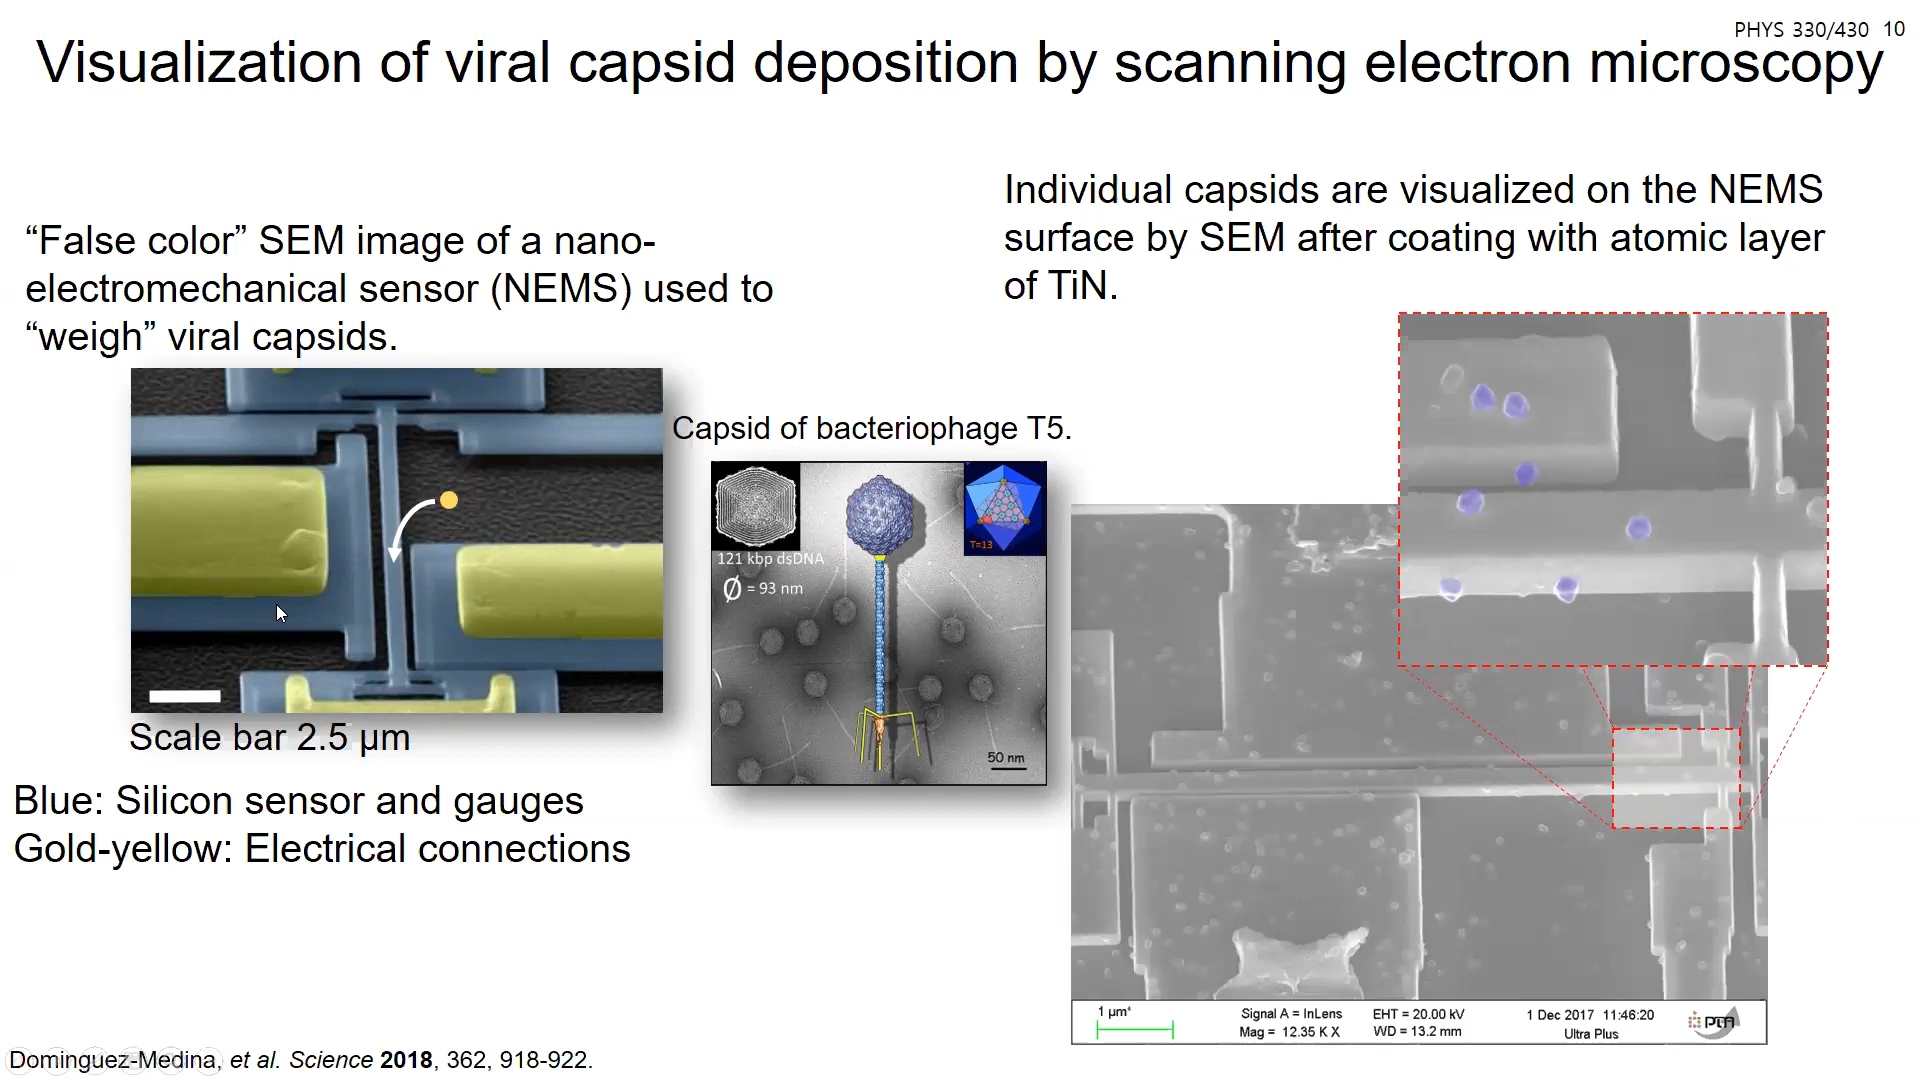 PHYS 330/430 10
Visualization of viral capsid deposition by scanning electron microscopy
“False color” SEM image of a nano-
electromechanical sensor (NEMS) used to
“weigh” viral capsids.
Individual capsids are visualized on the NEMS
surface by SEM after coating with atomic layer
of TiN.
Capsid of bacteriophage T5.
T=13
121 kbp dsDNA
Ø = 93 nm
50 nm
Scale bar 2.5 µm
Blue: Silicon sensor and gauges
Gold-yellow: Electrical connections
1 µm*
Signal A = InLens
Mag = 12.35 K X
EHT = 20.00 kV
WD = 13.2 mm
1 Dec 2017 11:46:20
Ultra Plus
Dominguez-Medina, et al. Science 2018, 362, 918-922.